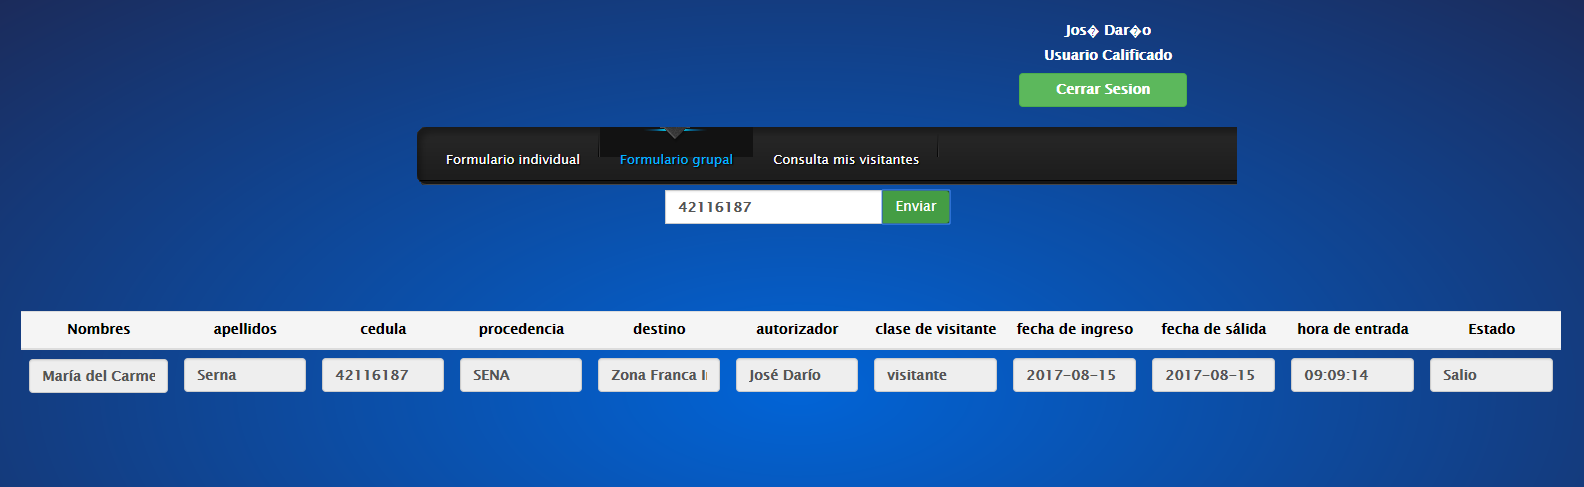 Jos� Dar�o
Usuario Calificado
Cerrar Sesion
Formulario individual Formulario grupal Consulta mis visitantes
42116187 Enviar
Nombres apellidos cedula procedencia destino autorizador clase de visitante fecha de ingreso fecha de sálida hora de entrada Estado
María del Carme Serna 42116187 SENA Zona Franca I José Darío visitante 2017-08-15 2017-08-15 09:09:14 Salio